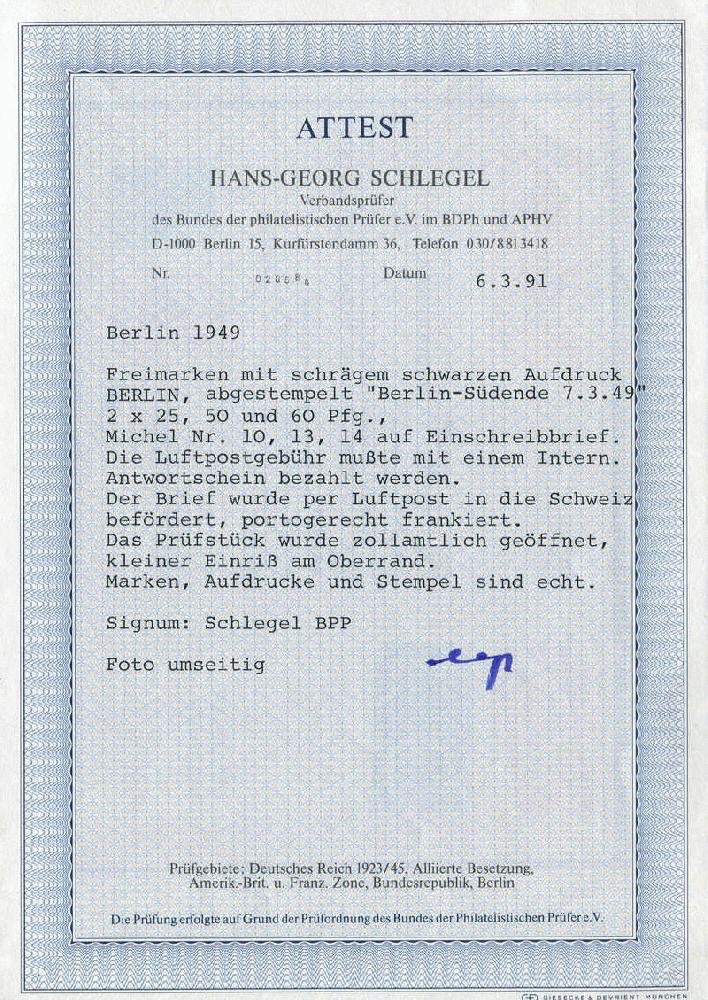 ATTEST
HANS-GEORG SCHLEGEL
Verbandsprüfer
des Bundes der philatelistischen Prüfer e.V. im BDPh und APHV
D-1000 Berlin 15, Kurfürstendamm 36, Telefon 030/8813418
Nr. Datum 6.3.91
Berlin 1949
Freimarken mit schrägem schwarzen Aufdruck
BERLIN, abgestempelt "Berlin-Südende 7.3.49"
2 x 25, 50 und 60 Pfg.,
Michel Nr. 10, 13, 14 auf Einschreibbrief.
Die Luftpostgebühr mußte mit einem Intern.
Antwortschein bezahlt werden.
Der Brief wurde per Luftpost in die Schweiz
befördert, portogerecht frankiert.
Das Prüfstück wurde zollamtlich geöffnet,
kleiner Einriß am Oberrand.
Marken, Aufdrucke und Stempel sind echt.
Signum: Schlegel BPP
Foto umseitig
Prüfgebiete: Deutsches Reich 1923/45, Alliierte Besetzung,
Amerik.-Brit. u. Franz. Zone, Bundesrepublik, Berlin
Die Prüfung erfolgte auf Grund der Prüfordnung des Bundes der Philatelistischen Prüfer e.V.
GIESECKE & DEVRIENT MÜNCHEN